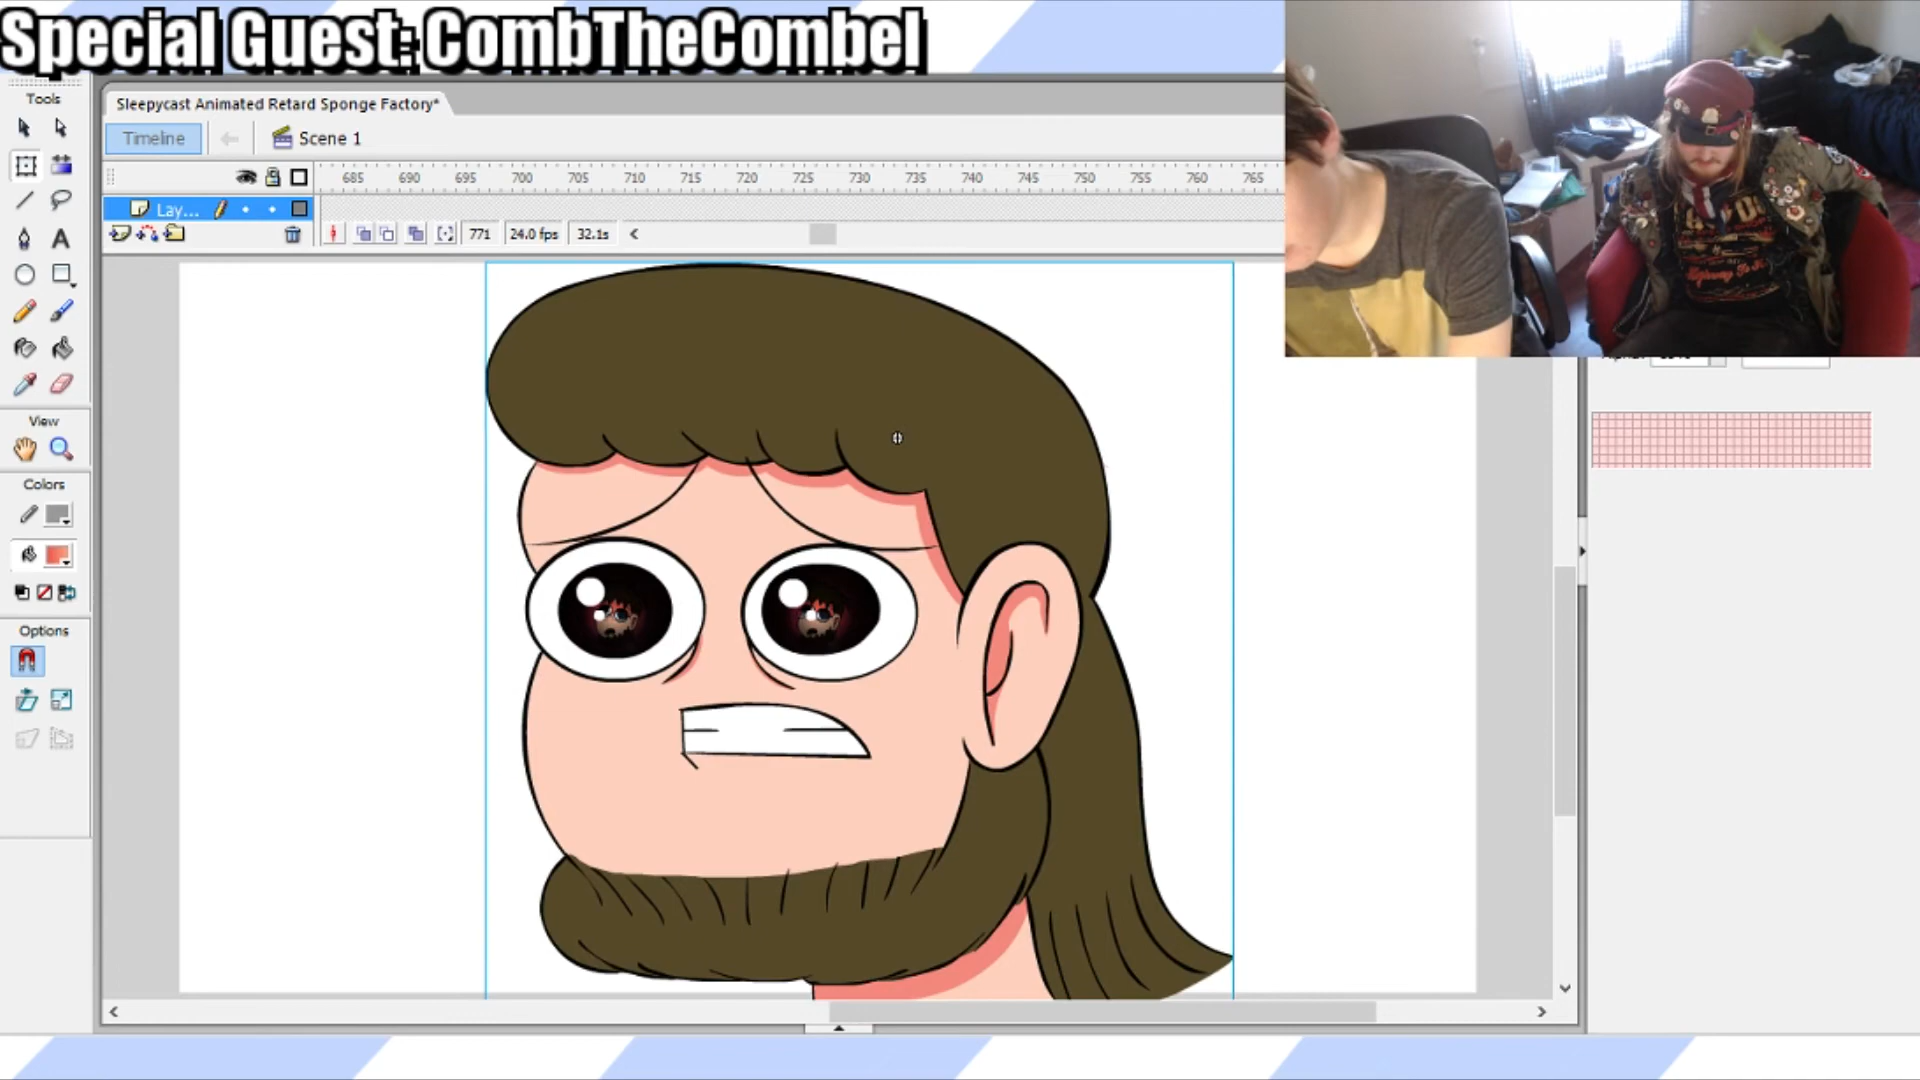 Special Guest: CombTheCombel
Tools
Sleepycast Animated Retard Sponge Factory*
Timeline
Scene 1
685 690 695 700 705 710 715 720 725 730 735 740 745 750 755 760 765
Lay...
771 24.0 fps 32.1s
View
Colors
Options